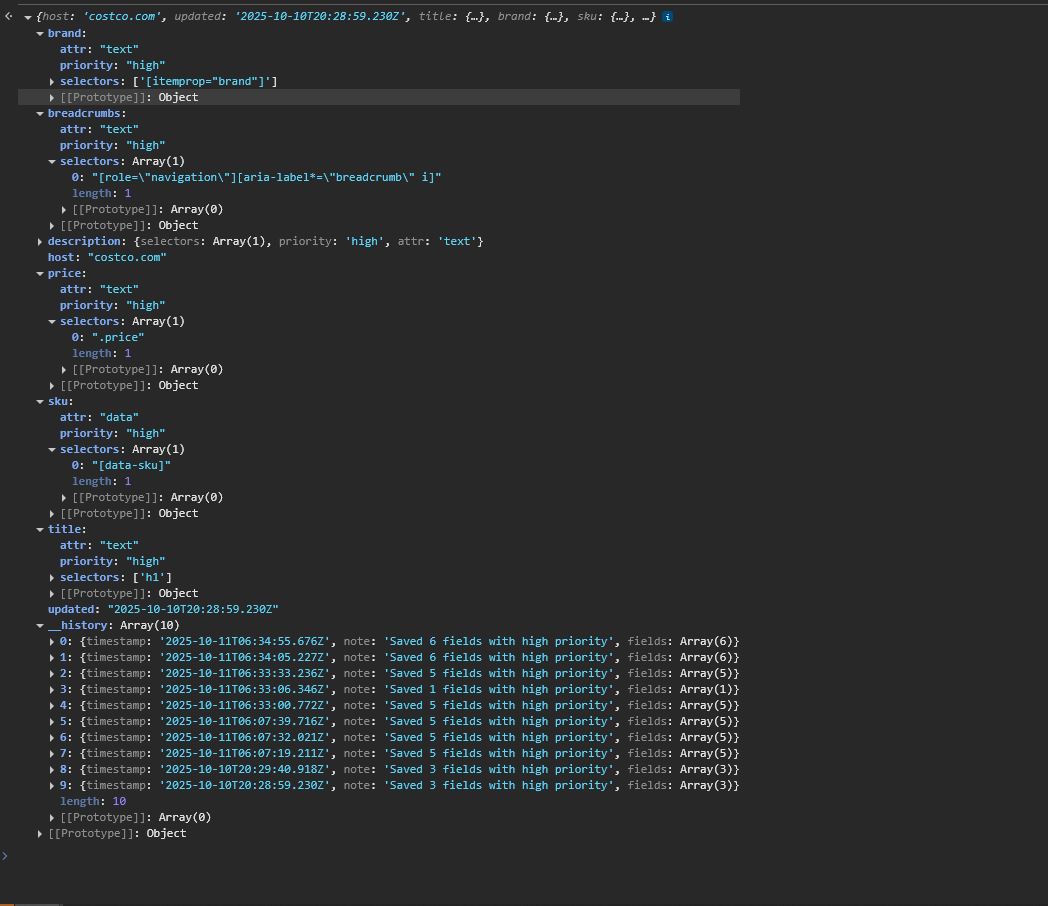 {host: 'costco.com', updated: '2025-10-10T20:28:59.230Z', title: {…}, brand: {…}, sku: {…}, …} i
brand:
attr: "text"
priority: "high"
selectors: ['[itemprop="brand"]']
[[Prototype]]: Object
breadcrumbs:
attr: "text"
priority: "high"
selectors: Array(1)
0: "[role=\"navigation\"][aria-label*=\"breadcrumb\" i]"
length: 1
[[Prototype]]: Array(0)
[[Prototype]]: Object
description: {selectors: Array(1), priority: 'high', attr: 'text'}
host: "costco.com"
price:
attr: "text"
priority: "high"
selectors: Array(1)
0: ".price"
length: 1
[[Prototype]]: Array(0)
[[Prototype]]: Object
sku:
attr: "data"
priority: "high"
selectors: Array(1)
0: "[data-sku]"
length: 1
[[Prototype]]: Array(0)
[[Prototype]]: Object
title:
attr: "text"
priority: "high"
selectors: ['h1']
[[Prototype]]: Object
updated: "2025-10-10T20:28:59.230Z"
__history: Array(10)
0: {timestamp: '2025-10-11T06:34:55.676Z', note: 'Saved 6 fields with high priority', fields: Array(6)}
1: {timestamp: '2025-10-11T06:34:05.227Z', note: 'Saved 6 fields with high priority', fields: Array(6)}
2: {timestamp: '2025-10-11T06:33:33.236Z', note: 'Saved 5 fields with high priority', fields: Array(5)}
3: {timestamp: '2025-10-11T06:33:06.346Z', note: 'Saved 1 fields with high priority', fields: Array(1)}
4: {timestamp: '2025-10-11T06:33:00.772Z', note: 'Saved 5 fields with high priority', fields: Array(5)}
5: {timestamp: '2025-10-11T06:07:39.716Z', note: 'Saved 5 fields with high priority', fields: Array(5)}
6: {timestamp: '2025-10-11T06:07:32.021Z', note: 'Saved 5 fields with high priority', fields: Array(5)}
7: {timestamp: '2025-10-11T06:07:19.211Z', note: 'Saved 5 fields with high priority', fields: Array(5)}
8: {timestamp: '2025-10-10T20:29:40.918Z', note: 'Saved 3 fields with high priority', fields: Array(3)}
9: {timestamp: '2025-10-10T20:28:59.230Z', note: 'Saved 3 fields with high priority', fields: Array(3)}
length: 10
[[Prototype]]: Array(0)
[[Prototype]]: Object